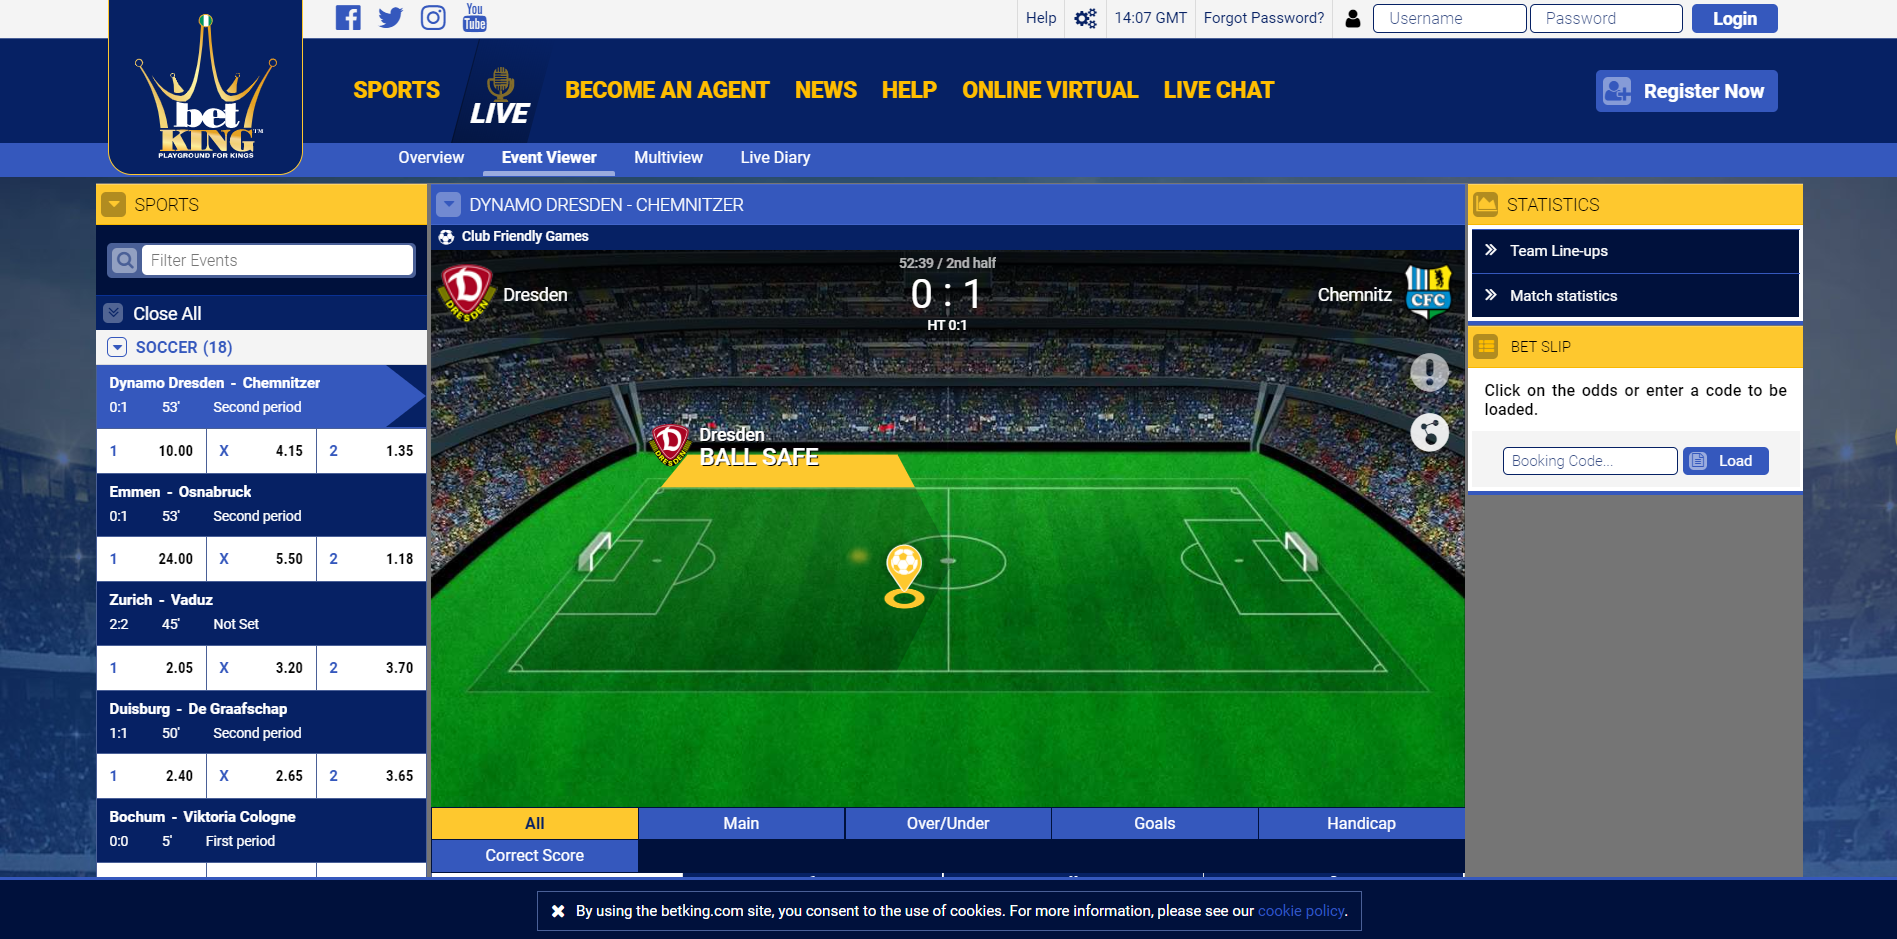 You
Tube
Help
14:07 GMT
Forgot Password?
Username
Password
Login
bet
KING™
PLAYGROUND FOR KINGS
SPORTS
LIVE
BECOME AN AGENT
NEWS
HELP
ONLINE VIRTUAL
LIVE CHAT
Register Now
Overview
Event Viewer
Multiview
Live Diary
SPORTS
Filter Events
Close All
SOCCER (18)
Dynamo Dresden - Chemnitzer
0:1 53' Second period
1 10.00 X 4.15 2 1.35
Emmen - Osnabruck
0:1 53' Second period
1 24.00 X 5.50 2 1.18
Zurich - Vaduz
2:2 45' Not Set
1 2.05 X 3.20 2 3.70
Duisburg - De Graafschap
1:1 50' Second period
1 2.40 X 2.65 2 3.65
Bochum - Viktoria Cologne
0:0 5' First period
DYNAMO DRESDEN - CHEMNITZER
Club Friendly Games
52:39 / 2nd half
D
DRESDEN
Dresden
0 : 1
Chemnitz
CFC
HT 0:1
D
DRESDEN
Dresden
BALL SAFE
All
Main
Over/Under
Goals
Handicap
Correct Score
STATISTICS
Team Line-ups
Match statistics
BET SLIP
Click on the odds or enter a code to be
loaded.
Booking Code...
Load
By using the betking.com site, you consent to the use of cookies. For more information, please see our cookie policy.